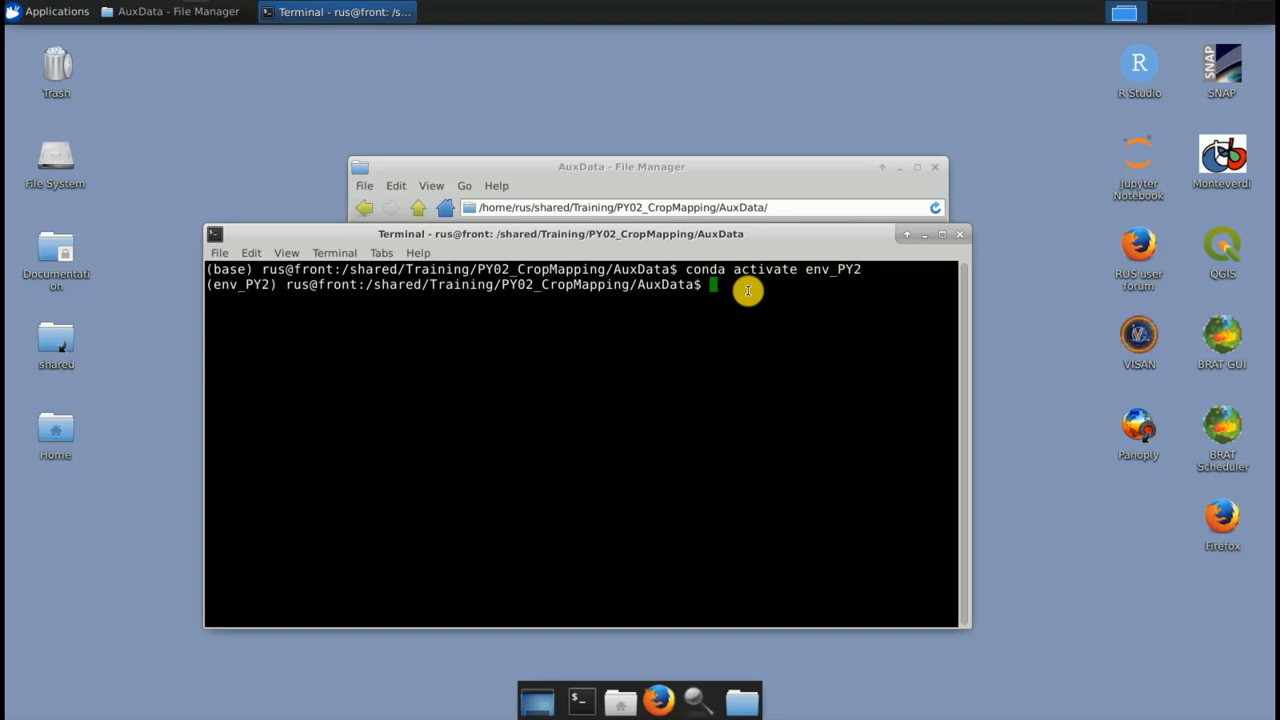 Applications
AuxData - File Manager
Terminal - rus@front: /s...
Trash
File System
Documentati
on
shared
Home
R Studio
SNAP
SNAP
Jupyter
Notebook
Monteverdi
RUS user
forum
QGIS
VISAN
BRAT GUI
Panoply
BRAT
Scheduler
Firefox
AuxData - File Manager
File Edit View Go Help
/home/rus/shared/Training/PY02_CropMapping/AuxData/
Terminal - rus@front: /shared/Training/PY02_CropMapping/AuxData
File Edit View Terminal Tabs Help
(base) rus@front:/shared/Training/PY02_CropMapping/AuxData$ conda activate env_PY2
(env_PY2) rus@front:/shared/Training/PY02_CropMapping/AuxData$